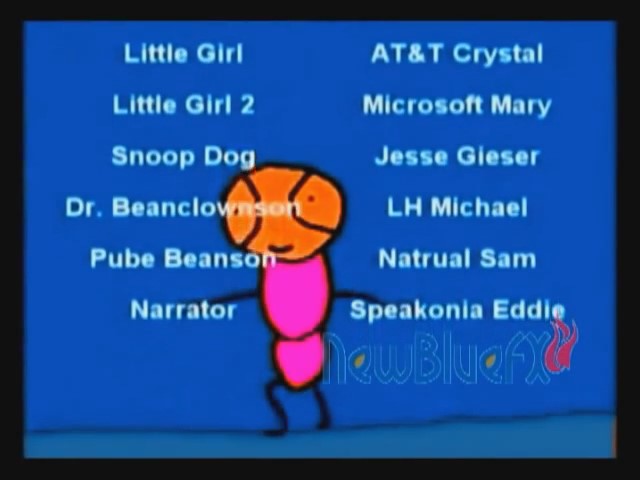 Little Girl AT&T Crystal
Little Girl 2 Microsoft Mary
Snoop Dog Jesse Gieser
Dr. Beanclownson LH Michael
Pube Beanson Natrual Sam
Narrator Speakonia Eddie
NewBlueFX